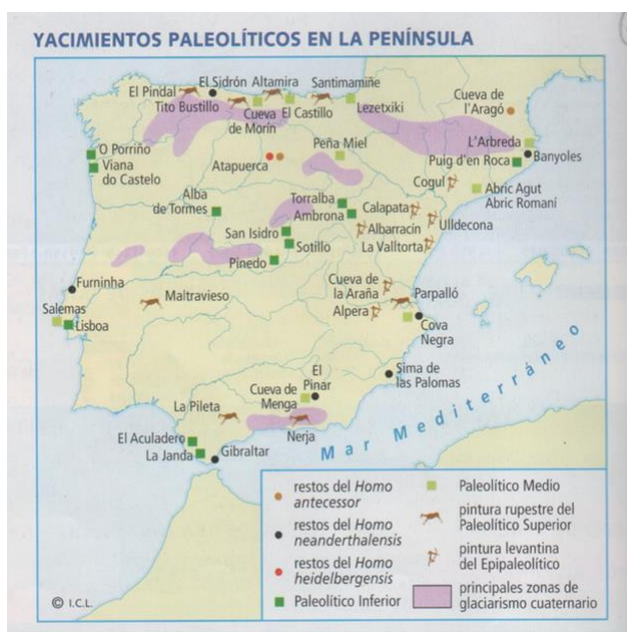 YACIMIENTOS PALEOLÍTICOS EN LA PENÍNSULA
El Pindal
El Sidrón
Altamira
Santimamiñe
Cueva de
l'Aragó
Tito Bustillo
Cueva
de Morín
El Castillo
Lezetxiki
O Porriño
Viana
do Castelo
Atapuerca
Peña Miel
L'Arbreda
Puig d'en Roca
Banyoles
Cogul
Abric Agut
Abric Romaní
Alba
de Tormes
Torralba
Ambrona
Calapata
Ulldecona
San Isidro
Sotillo
Albarracín
La Valltorta
Pinedo
Furninha
Maltravieso
Cueva de
la Araña
Parpalló
Salemas
Lisboa
Alpera
Cova
Negra
El
Pinar
Sima de
las Palomas
Cueva de
Menga
La Pileta
Nerja
El Aculadero
La Janda
Gibraltar
Mar Mediterráneo
restos del Homo
antecessor
restos del Homo
neanderthalensis
restos del Homo
heidelbergensis
Paleolítico Inferior
Paleolítico Medio
pintura rupestre del
Paleolítico Superior
pintura levantina
del Epipaleolítico
principales zonas de
glaciarismo cuaternario
© I.C.L.